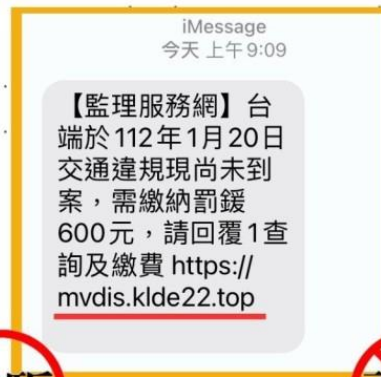 iMessage
今天 上午9:09
【監理服務網】台
端於112年1月20日
交通違規現尚未到
案，需繳納罰鍰
600元，請回覆1查
詢及繳費 https://
mvdis.klde22.top